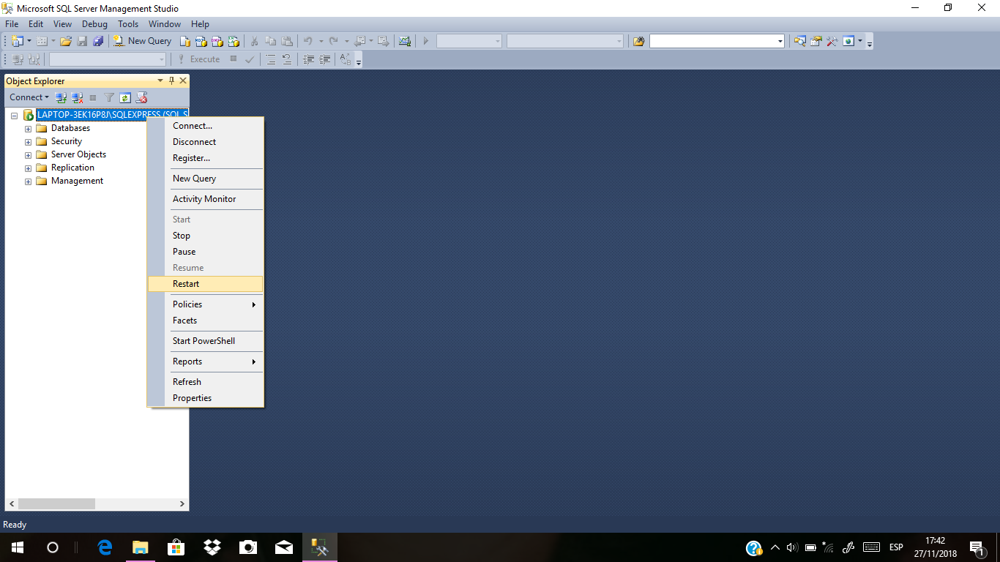 Microsoft SQL Server Management Studio
File Edit View Debug Tools Window Help
New Query
Execute
Object Explorer
Connect
LAPTOP-3EK16P8J\SQLEXPRESS (SQL S
Databases
Security
Server Objects
Replication
Management
Connect...
Disconnect
Register...
New Query
Activity Monitor
Start
Stop
Pause
Resume
Restart
Policies
Facets
Start PowerShell
Reports
Refresh
Properties
Ready
ESP
17:42
27/11/2018
1